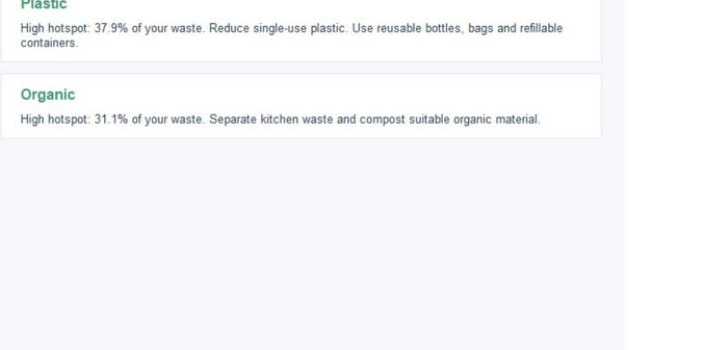 Plastic
High hotspot: 37.9% of your waste. Reduce single-use plastic. Use reusable bottles, bags and refillable
containers.
Organic
High hotspot: 31.1% of your waste. Separate kitchen waste and compost suitable organic material.